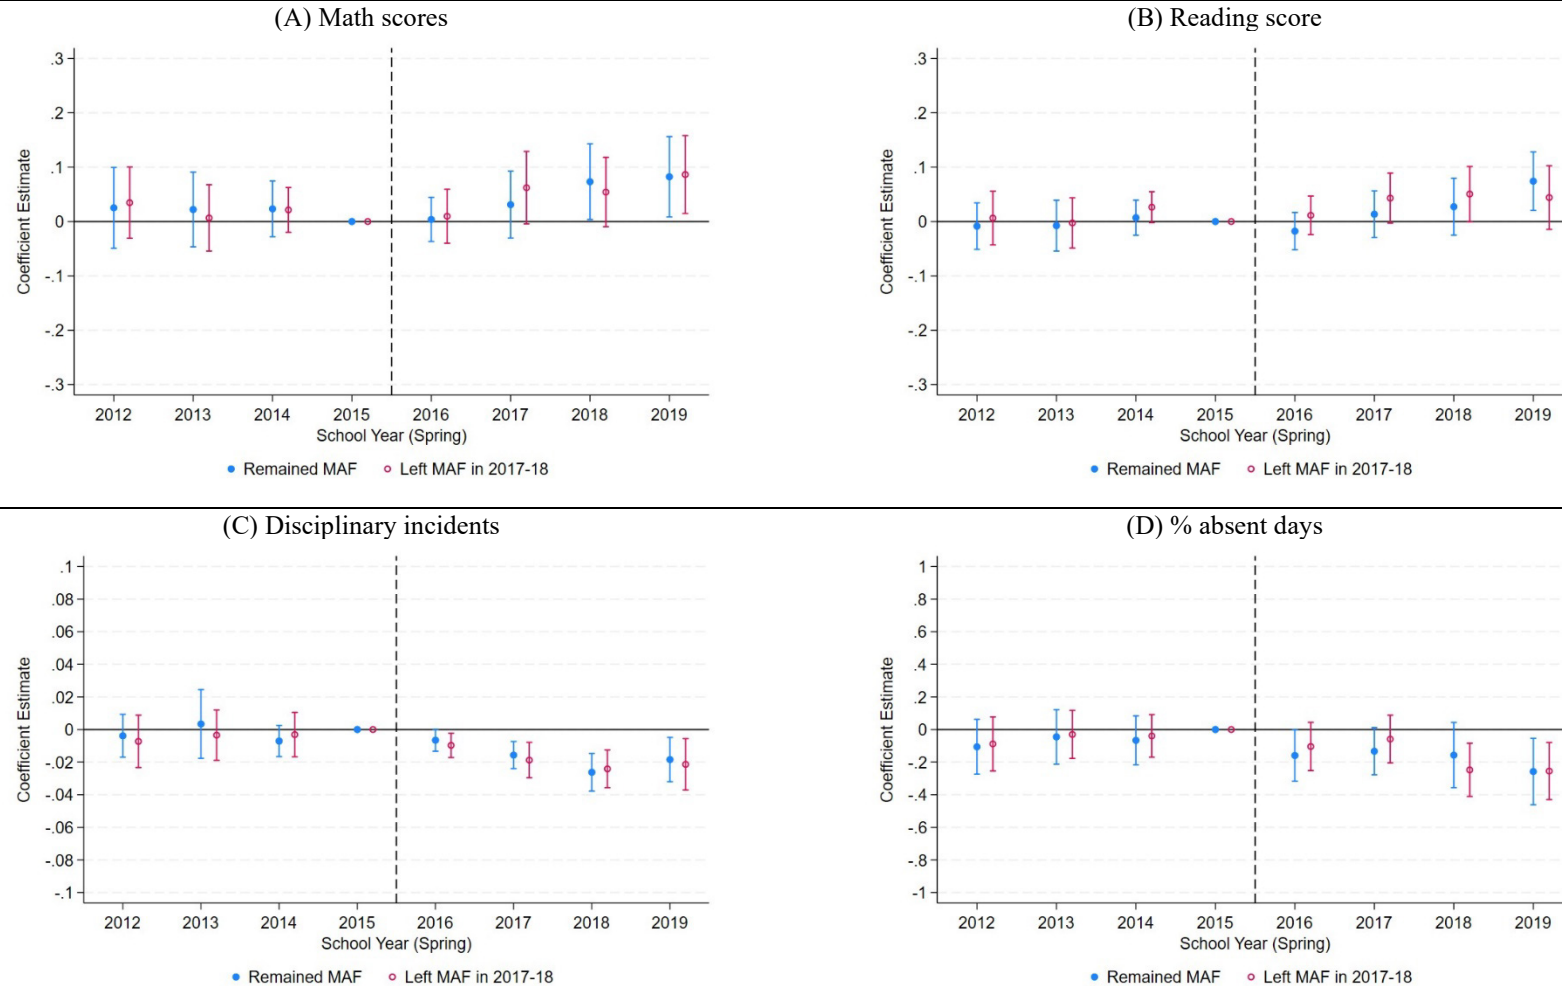 (A) Math scores
.3
.2
.1
0
-.1
-.2
-.3
Coefficient Estimate
2012 2013 2014 2015 2016 2017 2018 2019
School Year (Spring)
Remained MAF Left MAF in 2017-18
(B) Reading score
.3
.2
.1
0
-.1
-.2
-.3
Coefficient Estimate
2012 2013 2014 2015 2016 2017 2018 2019
School Year (Spring)
Remained MAF Left MAF in 2017-18
(C) Disciplinary incidents
.1
.08
.06
.04
.02
0
-.02
-.04
-.06
-.08
-.1
Coefficient Estimate
2012 2013 2014 2015 2016 2017 2018 2019
School Year (Spring)
Remained MAF Left MAF in 2017-18
(D) % absent days
1
.8
.6
.4
.2
0
-.2
-.4
-.6
-.8
-1
Coefficient Estimate
2012 2013 2014 2015 2016 2017 2018 2019
School Year (Spring)
Remained MAF Left MAF in 2017-18